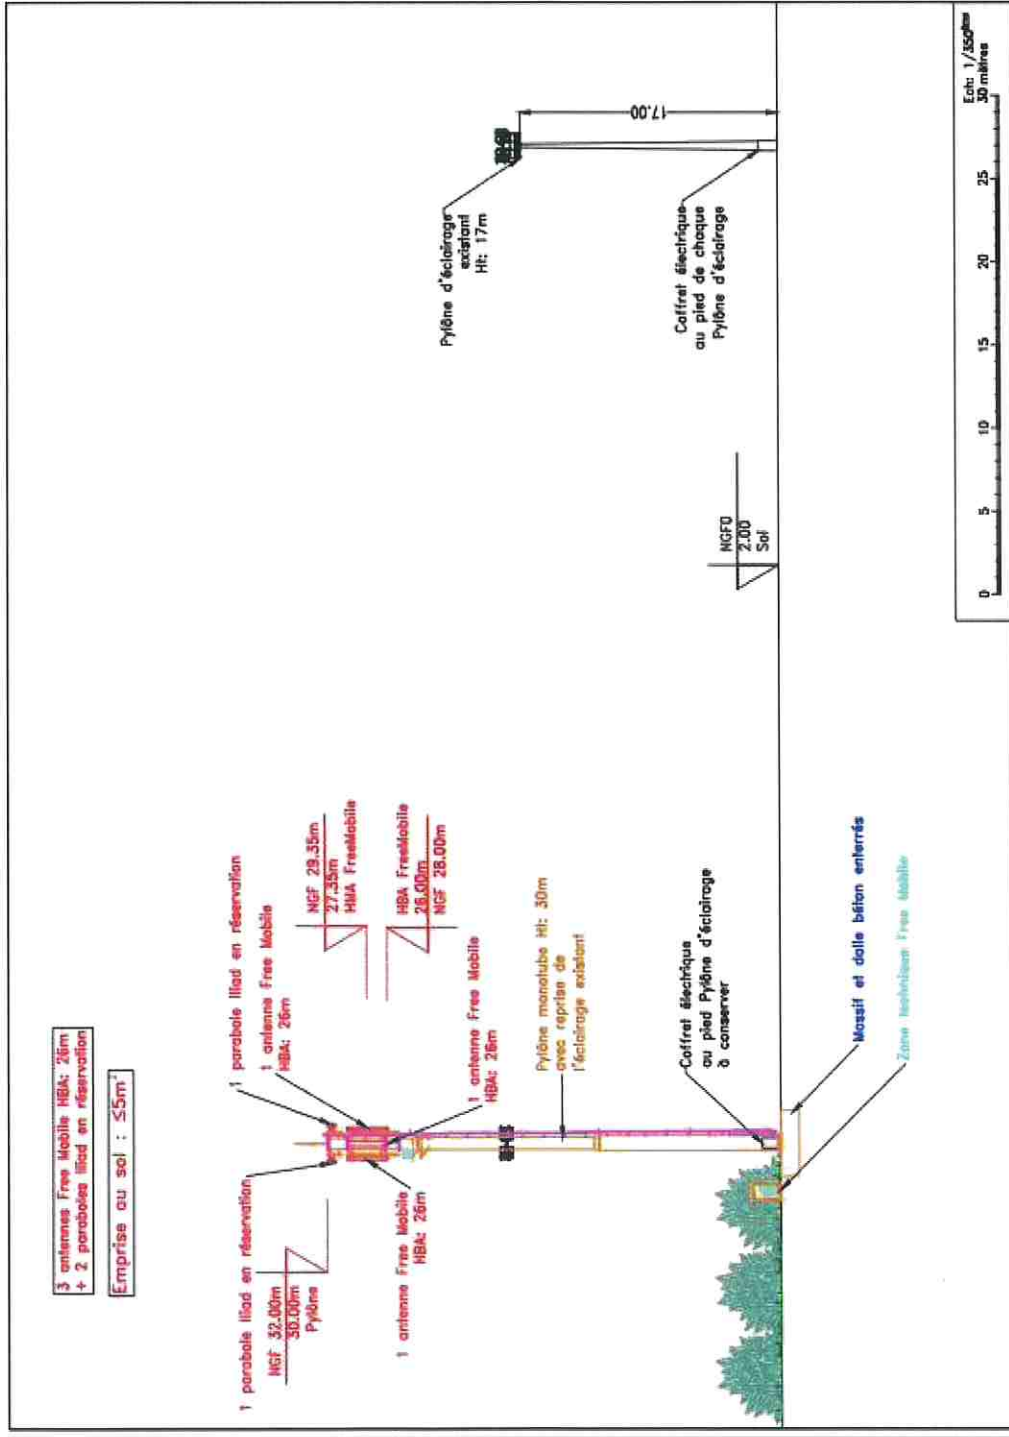 3 antennes Free Mobile HBA: 26m
+ 2 paraboles Iliad en réservation
Emprise au sol : ≤5m²
1 parabole Iliad en réservation
NGF 32.00m
30.00m
Pylône
1 antenne Free Mobile
HBA: 26m
1 parabole Iliad en réservation
1 antenne Free Mobile
HBA: 26m
NGF 29.35m
27.35m
HMA FreeMobile
HBA FreeMobile
26.00m
NGF 28.00m
1 antenne Free Mobile
HBA: 26m
Pylône monotube Ht: 30m
avec reprise de
l'éclairage existant
Coffret électrique
au pied Pylône d'éclairage
à conserver
Massif et dalle béton enterrés
Zone technique Free Mobile
NGF0
2.00
Sol
Pylône d'éclairage
existant
Ht: 17m
17.00
Coffret électrique
au pied de chaque
Pylône d'éclairage
Ech: 1/350ème
0 5 10 15 20 25 30 mètres